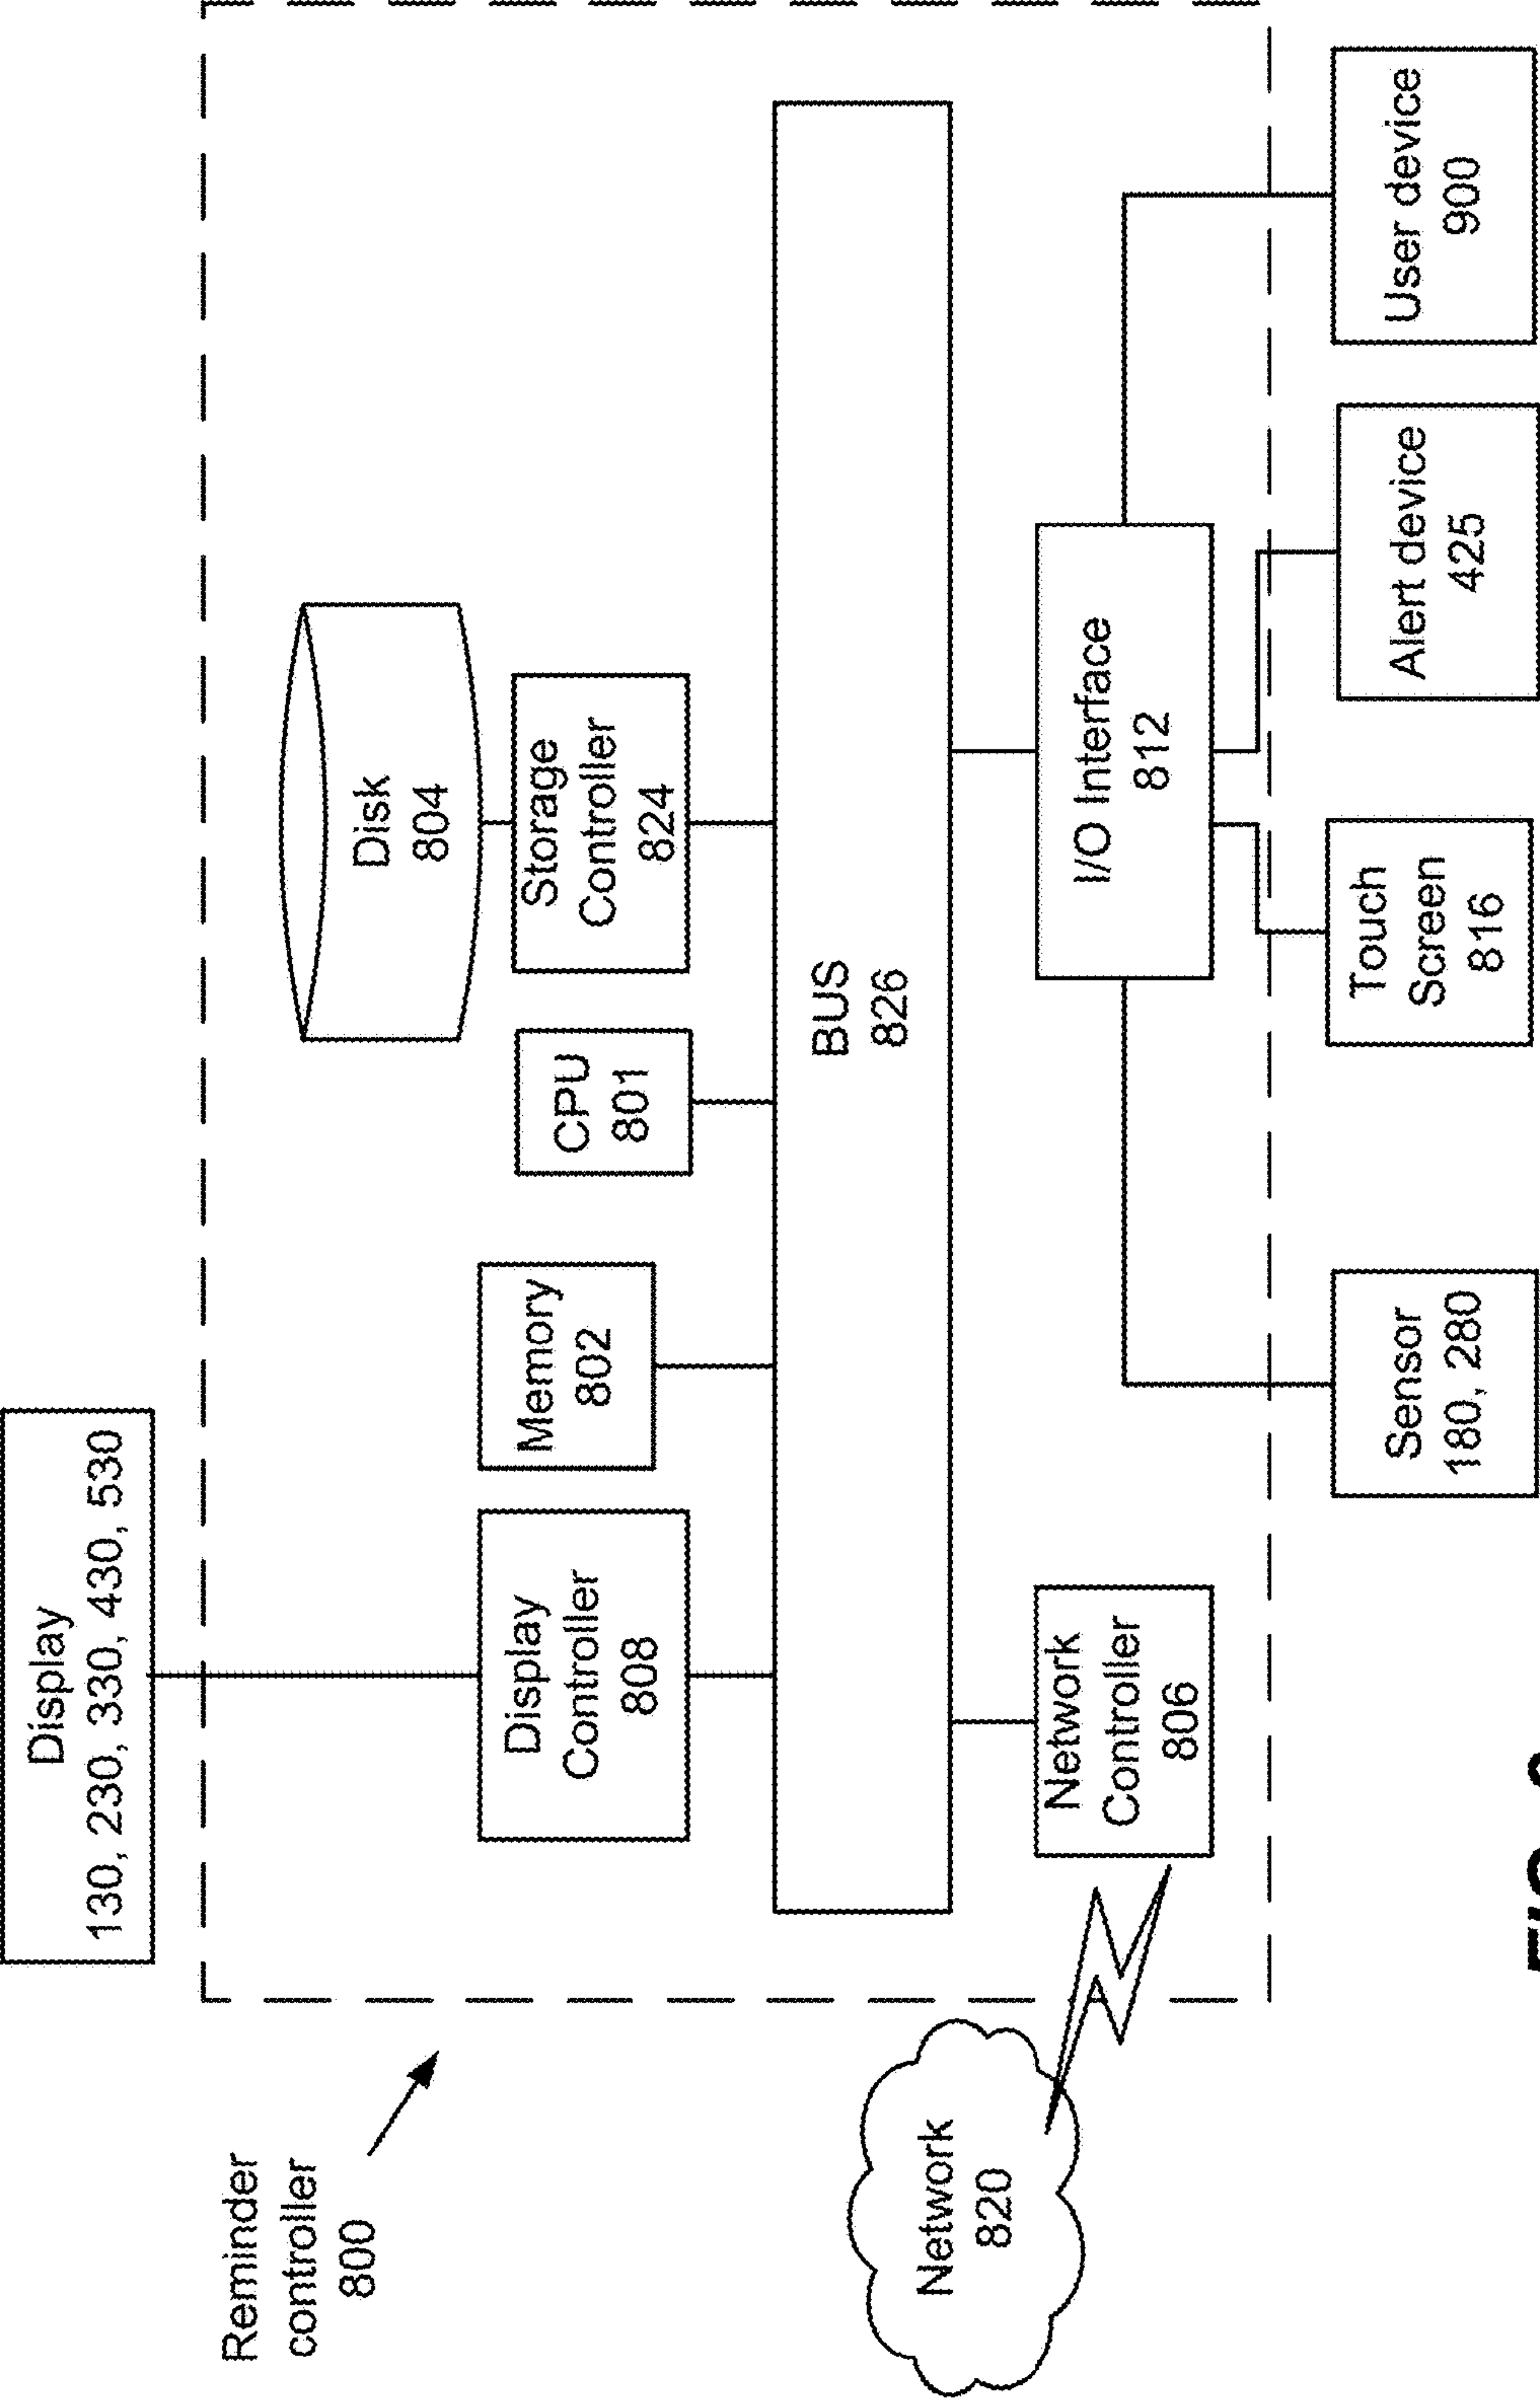 Display
130, 230, 330, 430, 530
Reminder
controller
800
Disk
804
Display
Controller
808
Memory
802
CPU
801
Storage
Controller
824
BUS
826
Network
820
Network
Controller
806
I/O Interface
812
Sensor
180, 280
Touch
Screen
816
Alert device
425
User device
900